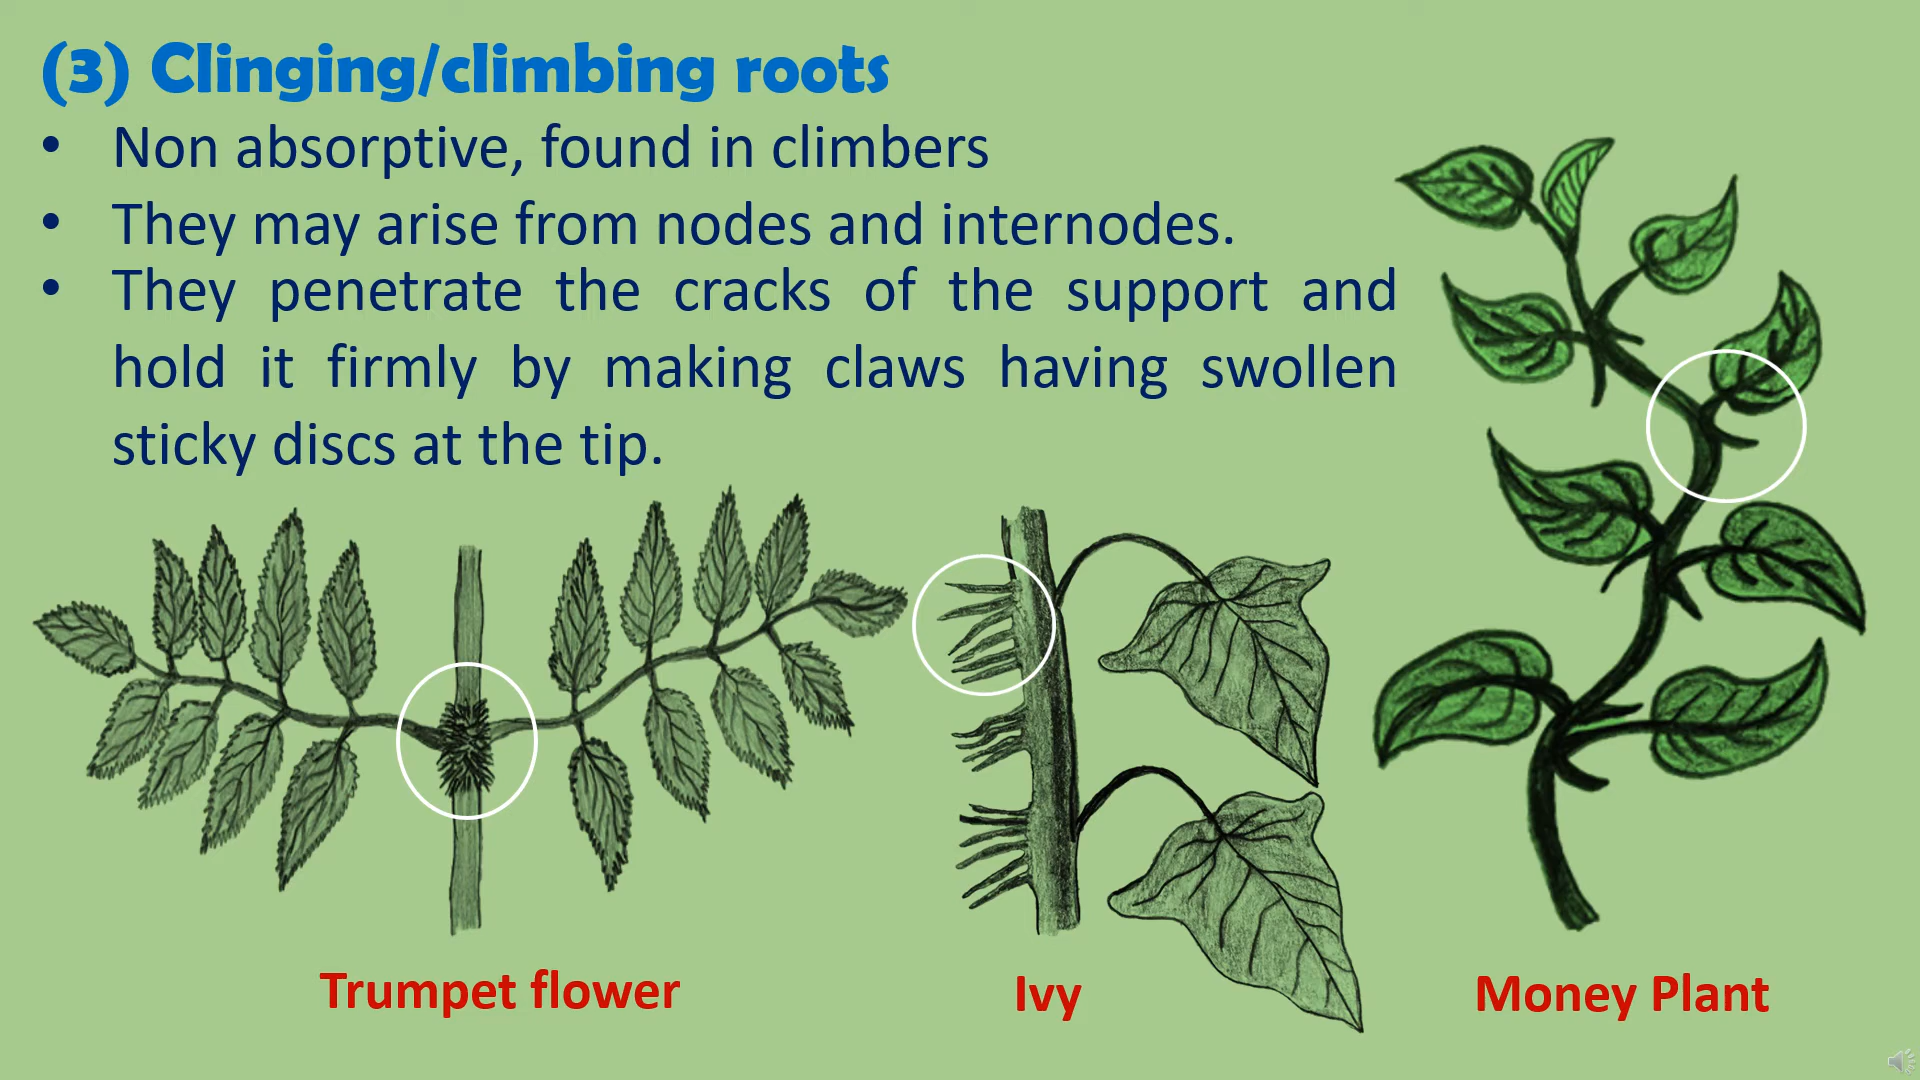 (3) Clinging/climbing roots
• Non absorptive, found in climbers
• They may arise from nodes and internodes.
• They penetrate the cracks of the support and
hold it firmly by making claws having swollen
sticky discs at the tip.
Trumpet flower
Ivy
Money Plant